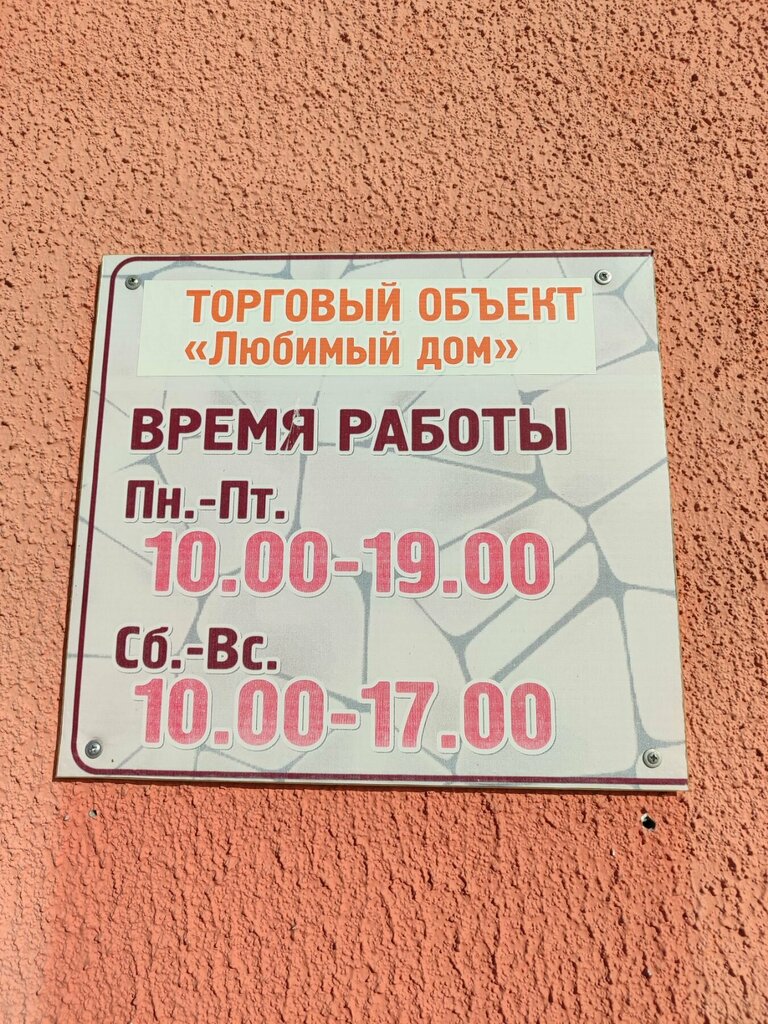 ТОРГОВЫЙ ОБЪЕКТ
«Любимый дом»
ВРЕМЯ РАБОТЫ
Пн.-Пт.
10.00-19.00
Сб.-Вс.
10.00-17.00